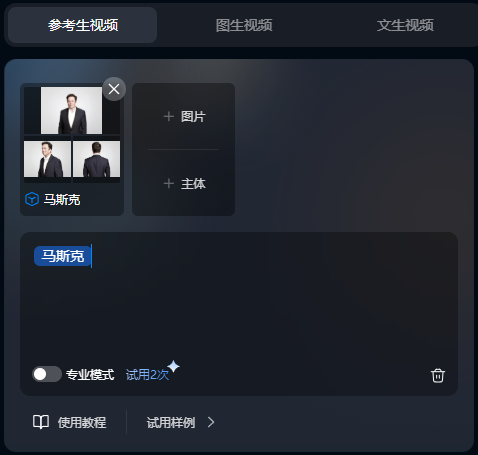 参考生视频
图生视频
文生视频
图片
主体
马斯克
马斯克
专业模式
试用2次
使用教程
试用样例